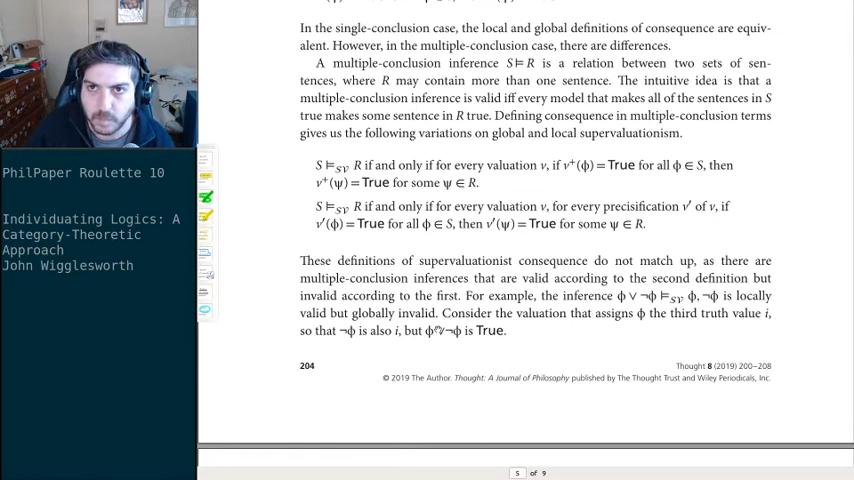 In the single-conclusion case, the local and global definitions of consequence are equiv-
alent. However, in the multiple-conclusion case, there are differences.
A multiple-conclusion inference S ⊨ R is a relation between two sets of sen-
tences, where R may contain more than one sentence. The intuitive idea is that a
multiple-conclusion inference is valid iff every model that makes all of the sentences in S
true makes some sentence in R true. Defining consequence in multiple-conclusion terms
gives us the following variations on global and local supervaluationism.
S ⊨SV R if and only if for every valuation v, if v⁺(ϕ) = True for all ϕ ∈ S, then
v⁺(ψ) = True for some ψ ∈ R.
S ⊨SV R if and only if for every valuation v, for every precisification v′ of v, if
v′(ϕ) = True for all ϕ ∈ S, then v′(ψ) = True for some ψ ∈ R.
These definitions of supervaluationist consequence do not match up, as there are
multiple-conclusion inferences that are valid according to the second definition but
invalid according to the first. For example, the inference ϕ ∨ ¬ϕ ⊨SV ϕ, ¬ϕ is locally
valid but globally invalid. Consider the valuation that assigns ϕ the third truth value i,
so that ¬ϕ is also i, but ϕ ∨ ¬ϕ is True.
204 Thought 8 (2019) 200–208
© 2019 The Author. Thought: A Journal of Philosophy published by The Thought Trust and Wiley Periodicals, Inc.
PhilPaper Roulette 10
Individuating Logics: A
Category-Theoretic
Approach
John Wigglesworth
5 of 9